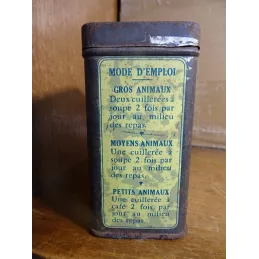 MODE D'EMPLOI
GROS ANIMAUX
Deux cuillerées à
soupe 2 fois par
jour au milieu
des repas.
MOYENS ANIMAUX
Une cuillerée à
soupe 2 fois par
jour au milieu
des repas.
PETITS ANIMAUX
Une cuillerée à
café 2 fois par
jour au milieu
des repas.